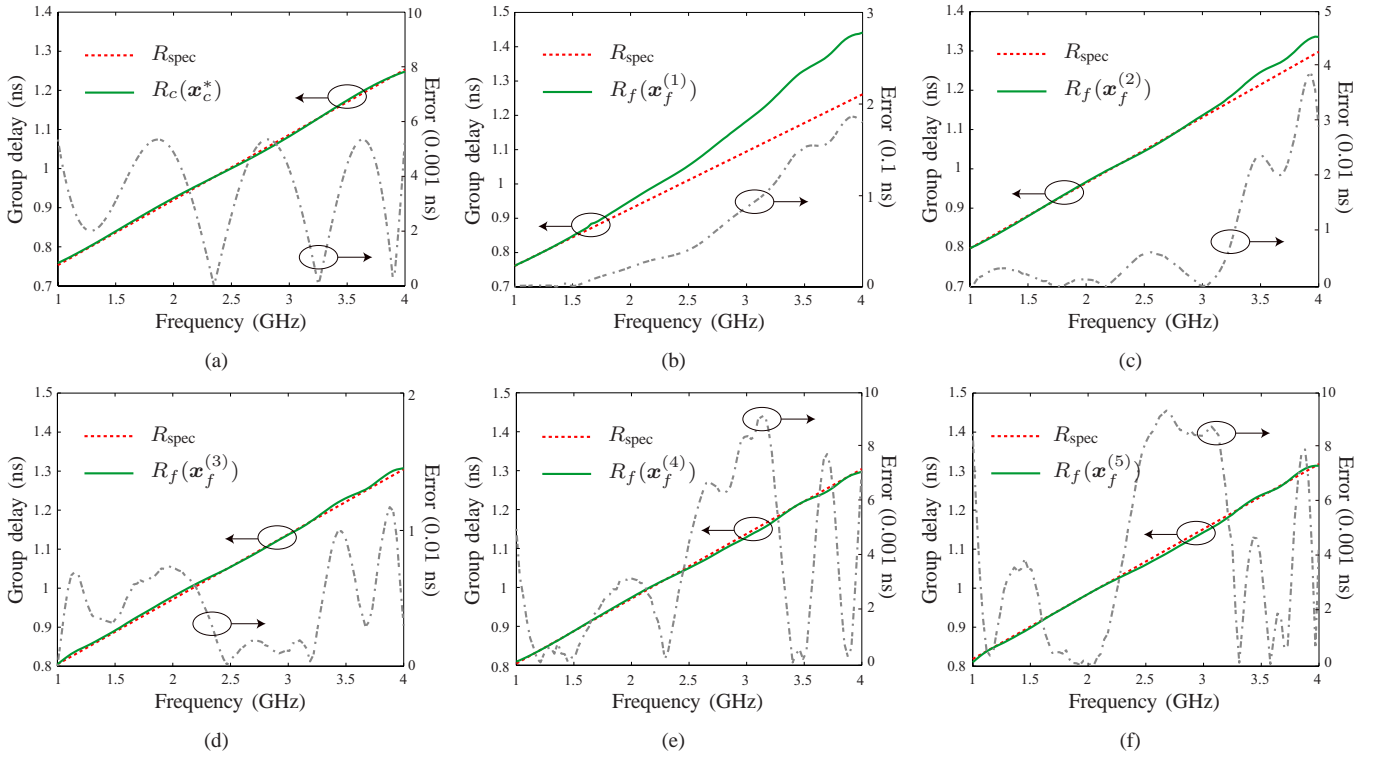 1.4
1.3
1.2
1.1
1
0.9
0.8
0.7
Group delay (ns)
R_spec
R_c(x_c^*)
10
8
6
4
2
0
Error (0.001 ns)
1 1.5 2 2.5 3 3.5 4
Frequency (GHz)
(a)
1.5
1.4
1.3
1.2
1.1
1
0.9
0.8
0.7
Group delay (ns)
R_spec
R_f(x_f^(1))
3
2
1
0
Error (0.1 ns)
1 1.5 2 2.5 3 3.5 4
Frequency (GHz)
(b)
1.4
1.3
1.2
1.1
1
0.9
0.8
0.7
Group delay (ns)
R_spec
R_f(x_f^(2))
5
4
3
2
1
0
Error (0.01 ns)
1 1.5 2 2.5 3 3.5 4
Frequency (GHz)
(c)
1.5
1.4
1.3
1.2
1.1
1
0.9
0.8
Group delay (ns)
R_spec
R_f(x_f^(3))
2
1
0
Error (0.01 ns)
1 1.5 2 2.5 3 3.5 4
Frequency (GHz)
(d)
1.5
1.4
1.3
1.2
1.1
1
0.9
0.8
Group delay (ns)
R_spec
R_f(x_f^(4))
10
8
6
4
2
0
Error (0.001 ns)
1 1.5 2 2.5 3 3.5 4
Frequency (GHz)
(e)
1.5
1.4
1.3
1.2
1.1
1
0.9
0.8
Group delay (ns)
R_spec
R_f(x_f^(5))
10
8
6
4
2
0
Error (0.001 ns)
1 1.5 2 2.5 3 3.5 4
Frequency (GHz)
(f)